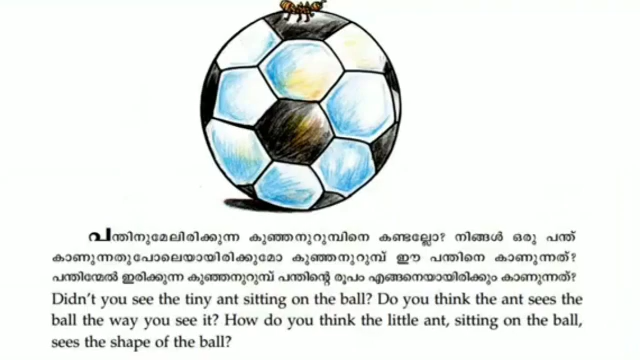 പന്തിനുമേലിരിക്കുന്ന കുഞ്ഞനുറുമ്പിനെ കണ്ടല്ലോ? നിങ്ങൾ ഒരു പന്ത്
കാണുന്നതുപോലെയായിരിക്കുമോ കുഞ്ഞനുറുമ്പ് ഈ പന്തിനെ കാണുന്നത്?
പന്തിന്മേൽ ഇരിക്കുന്ന കുഞ്ഞനുറുമ്പ് പന്തിന്റെ രൂപം എങ്ങനെയായിരിക്കും കാണുന്നത്?
Didn't you see the tiny ant sitting on the ball? Do you think the ant sees the
ball the way you see it? How do you think the little ant, sitting on the ball,
sees the shape of the ball?